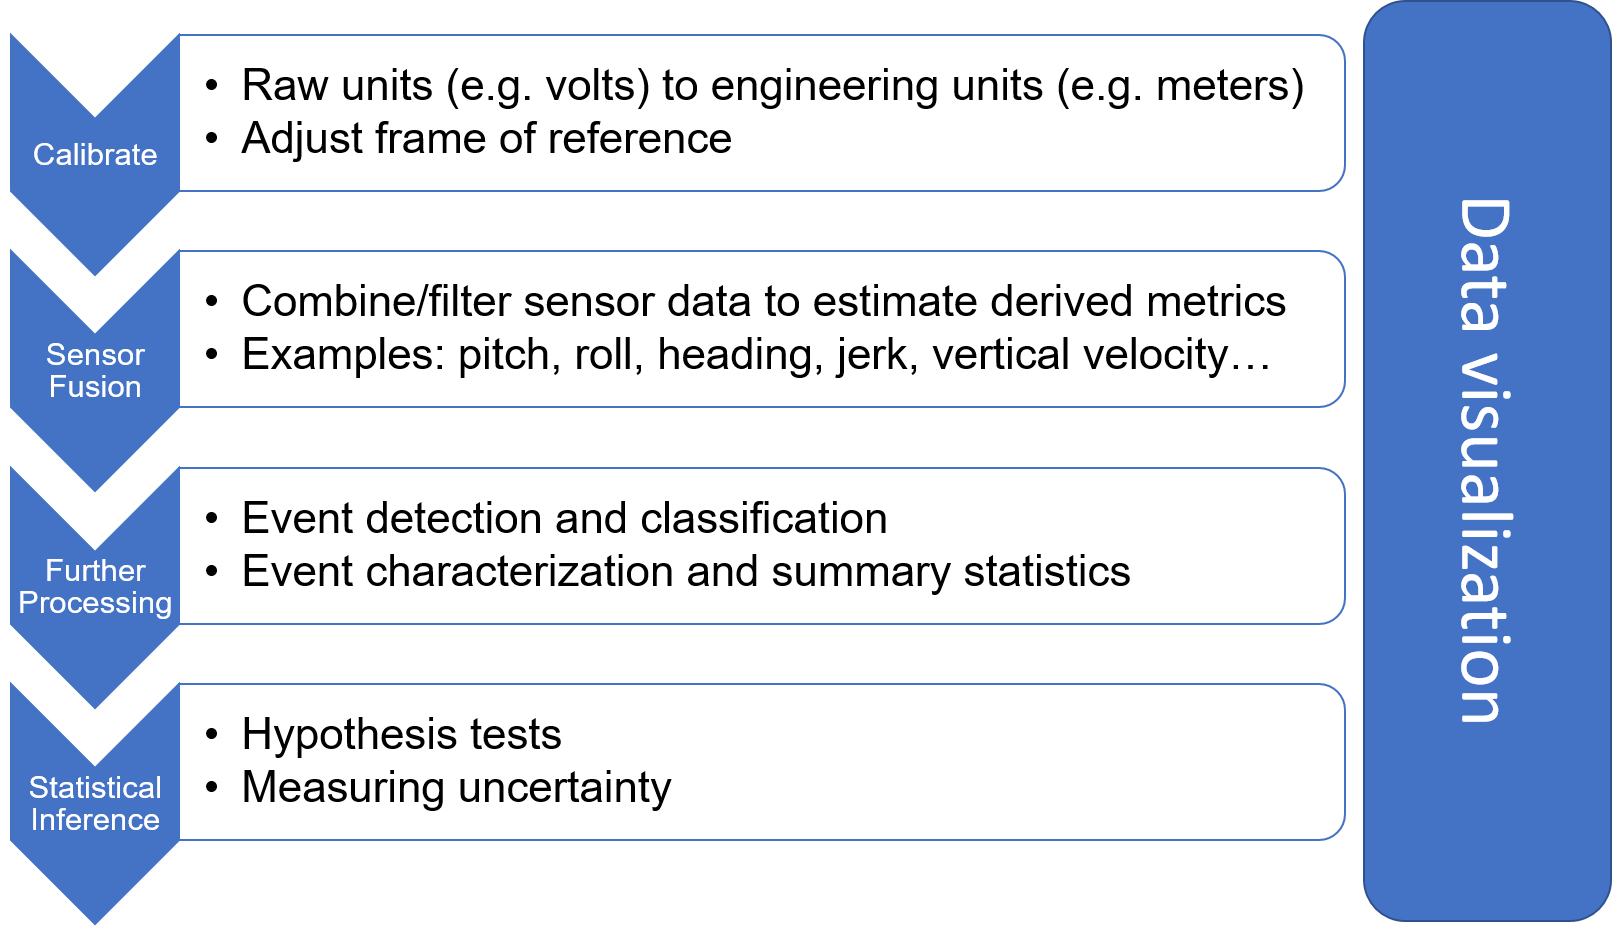 Calibrate
• Raw units (e.g. volts) to engineering units (e.g. meters)
• Adjust frame of reference
Sensor
Fusion
• Combine/filter sensor data to estimate derived metrics
• Examples: pitch, roll, heading, jerk, vertical velocity…
Further
Processing
• Event detection and classification
• Event characterization and summary statistics
Statistical
Inference
• Hypothesis tests
• Measuring uncertainty
Data visualization